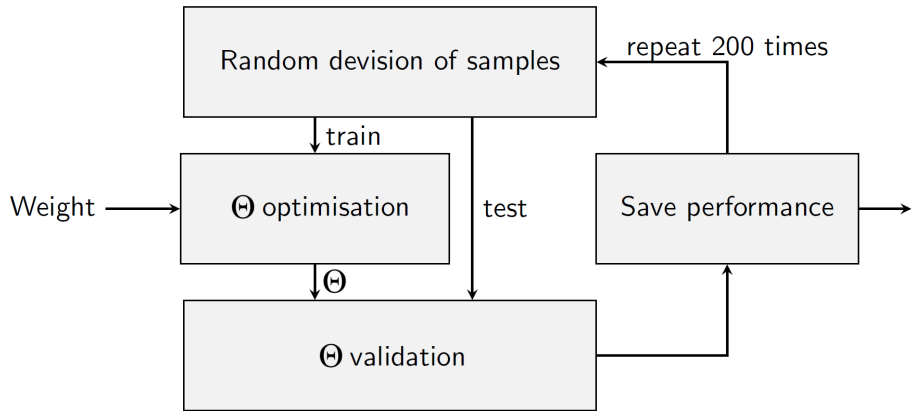 Random devision of samples
repeat 200 times
train
Weight
Θ optimisation
test
Save performance
Θ
Θ validation